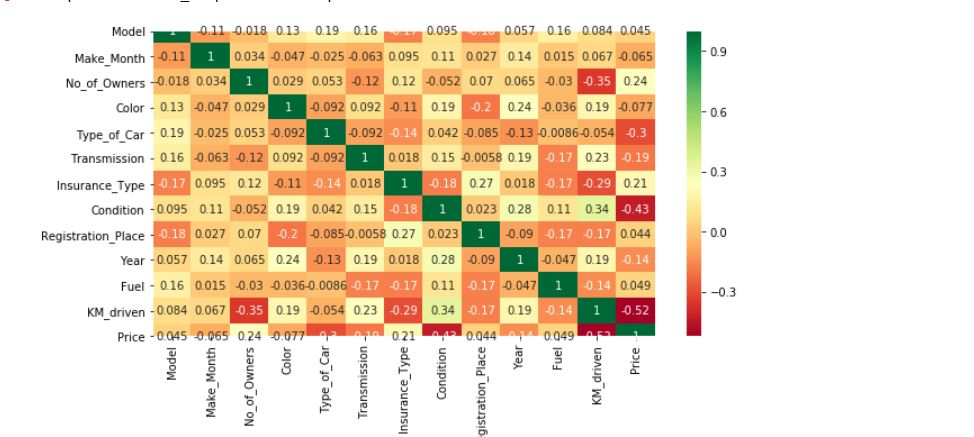 Model 1 -0.11 -0.018 0.13 0.19 0.16 -0.17 0.095 -0.18 0.057 0.16 0.084 0.045
Make_Month -0.11 1 0.034 -0.047 -0.025 -0.063 0.095 0.11 0.027 0.14 0.015 0.067 -0.065
No_of_Owners -0.018 0.034 1 0.029 0.053 -0.12 0.12 -0.052 0.07 0.065 -0.03 -0.35 0.24
Color 0.13 -0.047 0.029 1 -0.092 0.092 -0.11 0.19 -0.2 0.24 -0.036 0.19 -0.077
Type_of_Car 0.19 -0.025 0.053 -0.092 1 -0.092 -0.14 0.042 -0.085 -0.13 -0.0086 -0.054 -0.3
Transmission 0.16 -0.063 -0.12 0.092 -0.092 1 0.018 0.15 -0.0058 0.19 -0.17 0.23 -0.19
Insurance_Type -0.17 0.095 0.12 -0.11 -0.14 0.018 1 -0.18 0.27 0.018 -0.17 -0.29 0.21
Condition 0.095 0.11 -0.052 0.19 0.042 0.15 -0.18 1 0.023 0.28 0.11 0.34 -0.43
Registration_Place -0.18 0.027 0.07 -0.2 -0.085 -0.0058 0.27 0.023 1 -0.09 -0.17 -0.17 0.044
Year 0.057 0.14 0.065 0.24 -0.13 0.19 0.018 0.28 -0.09 1 -0.047 0.19 -0.14
Fuel 0.16 0.015 -0.03 -0.036 -0.0086 -0.17 -0.17 0.11 -0.17 -0.047 1 -0.14 0.049
KM_driven 0.084 0.067 -0.35 0.19 -0.054 0.23 -0.29 0.34 -0.17 0.19 -0.14 1 -0.52
Price 0.045 -0.065 0.24 -0.077 -0.3 -0.19 0.21 -0.43 0.044 -0.14 0.049 -0.52 1
Model
Make_Month
No_of_Owners
Color
Type_of_Car
Transmission
Insurance_Type
Condition
gistration_Place
Year
Fuel
KM_driven
Price
0.9
0.6
0.3
0.0
−0.3